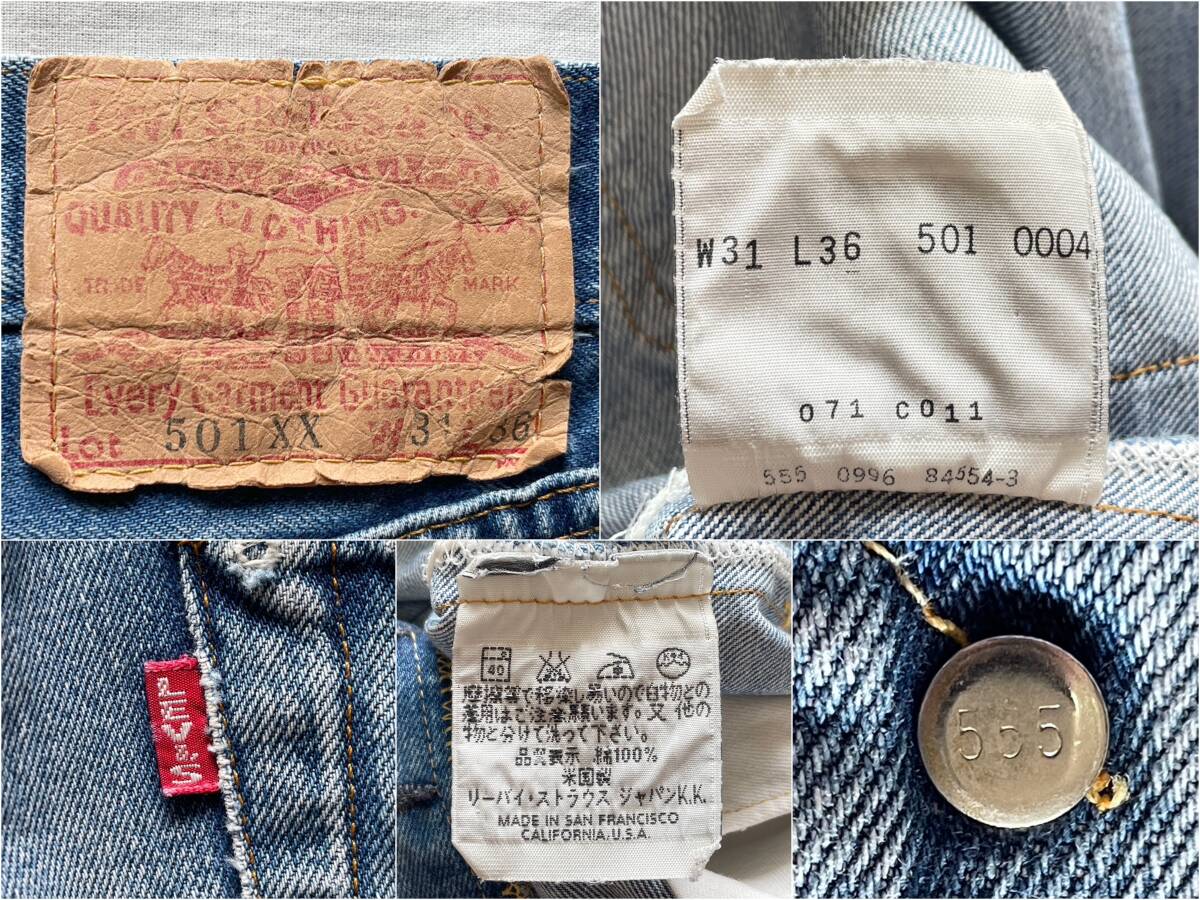 QUALITY CLOTHING.
TRADE MARK
Every Garment Guaranteed
Lot 501XX W 31 L 36
W31 L36 501 0004
071 C011
555 0996 84554-3
LEVI'S
40
摩擦等で移染し易いので白物との
着用はご注意願います。又 他の
物と分けて洗って下さい。
品質表示 綿100%
米国製
リーバイ・ストラウス ジャパンK.K.
MADE IN SAN FRANCISCO
CALIFORNIA.U.S.A.
555